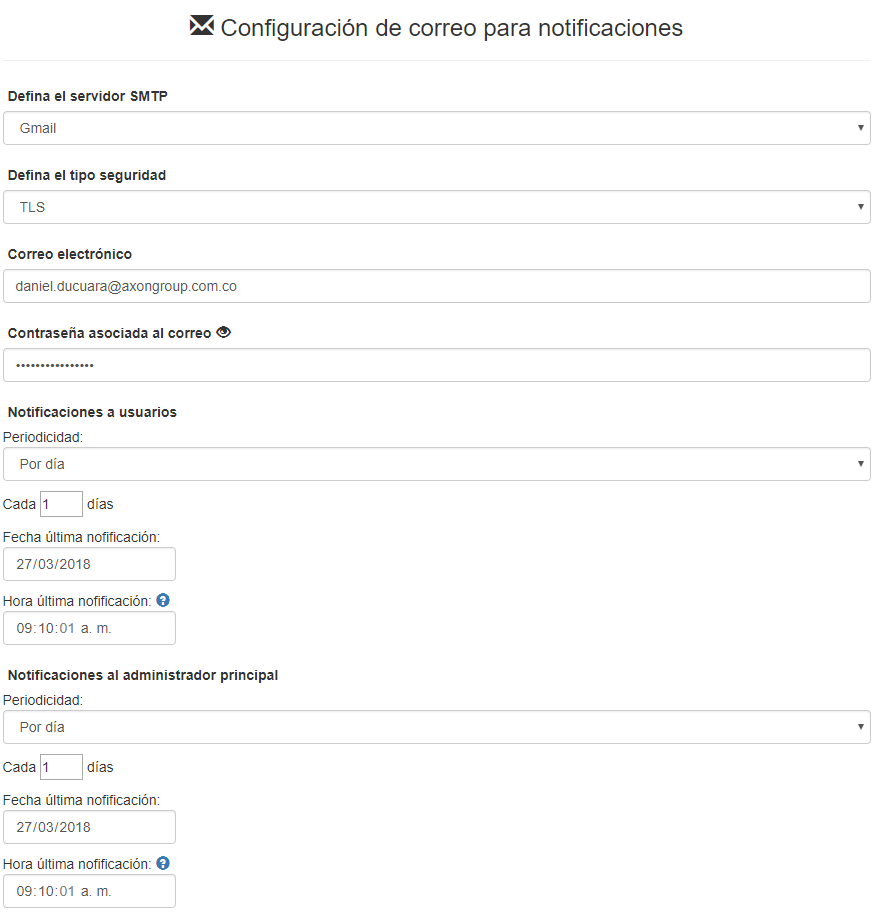 Configuración de correo para notificaciones
Defina el servidor SMTP
Gmail
Defina el tipo seguridad
TLS
Correo electrónico
daniel.ducuara@axongroup.com.co
Contraseña asociada al correo
••••••••••••••••
Notificaciones a usuarios
Periodicidad:
Por día
Cada 1 días
Fecha última nofificación:
27/03/2018
Hora última nofificación:
09:10:01 a. m.
Notificaciones al administrador principal
Periodicidad:
Por día
Cada 1 días
Fecha última nofificación:
27/03/2018
Hora última nofificación:
09:10:01 a. m.